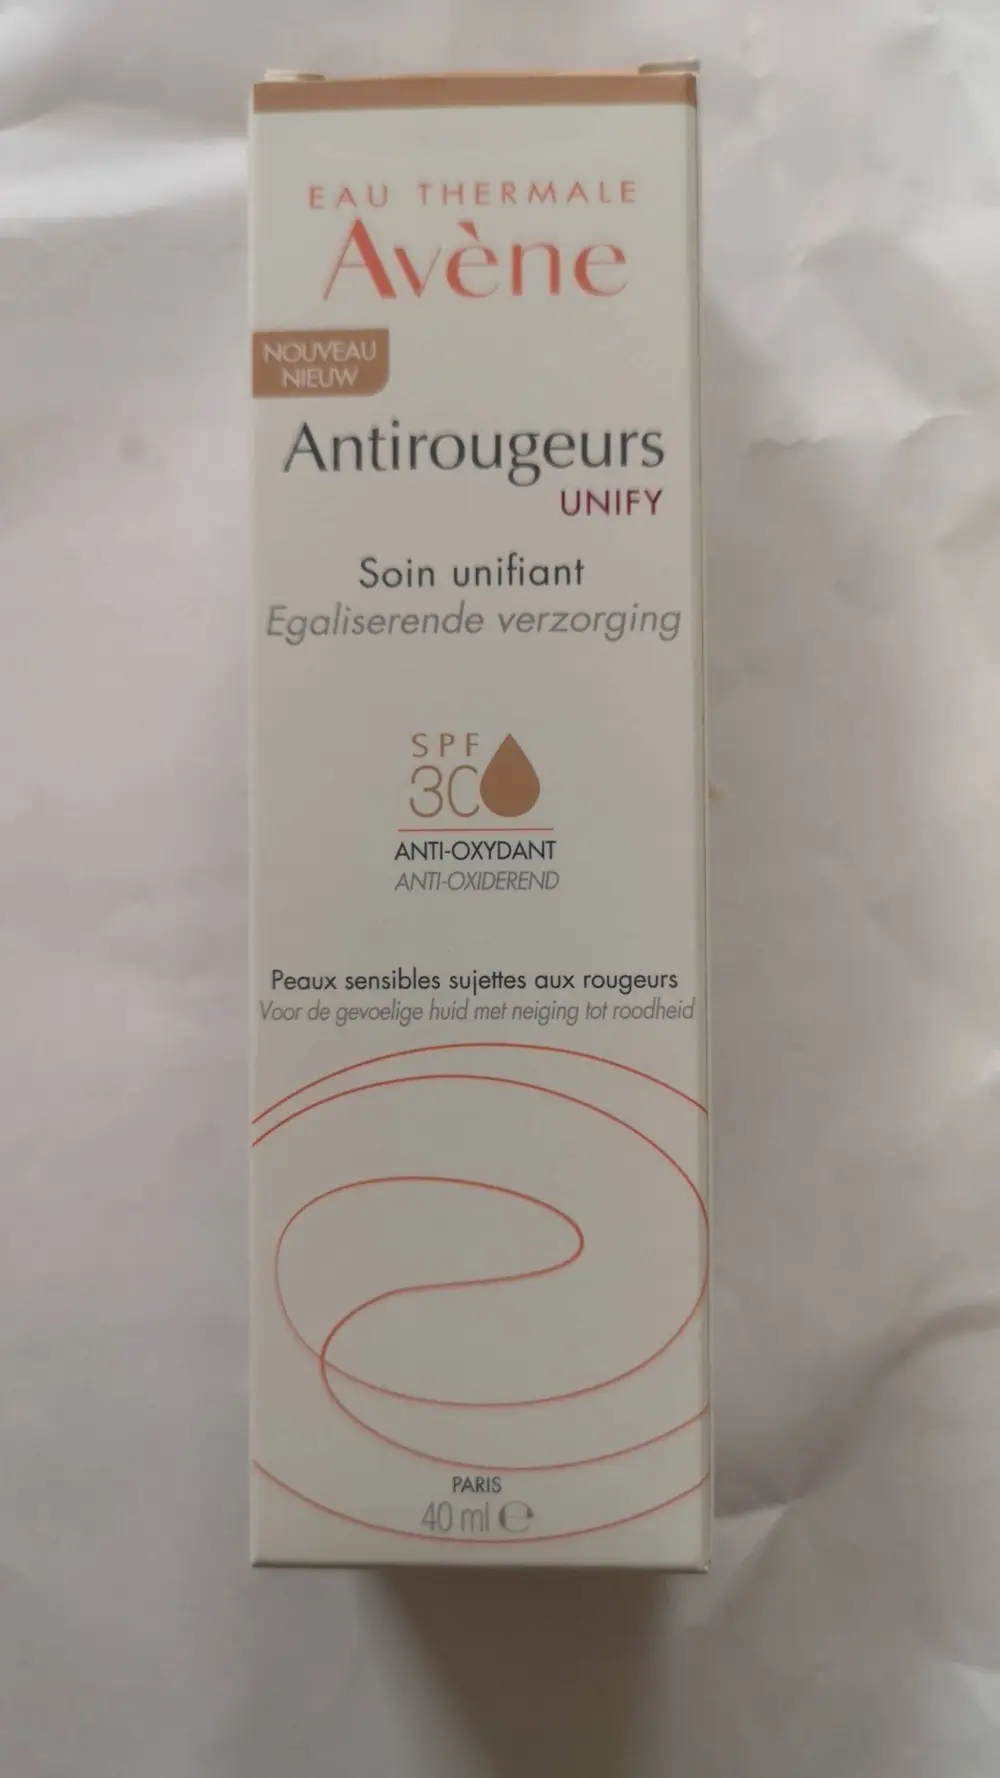 EAU THERMALE
Avène
NOUVEAU
NIEUW
Antirougeurs
UNIFY
Soin unifiant
Egaliserende verzorging
SPF
30
ANTI-OXYDANT
ANTI-OXIDEREND
Peaux sensibles sujettes aux rougeurs
Voor de gevoelige huid met neiging tot roodheid
PARIS
40 ml ℮